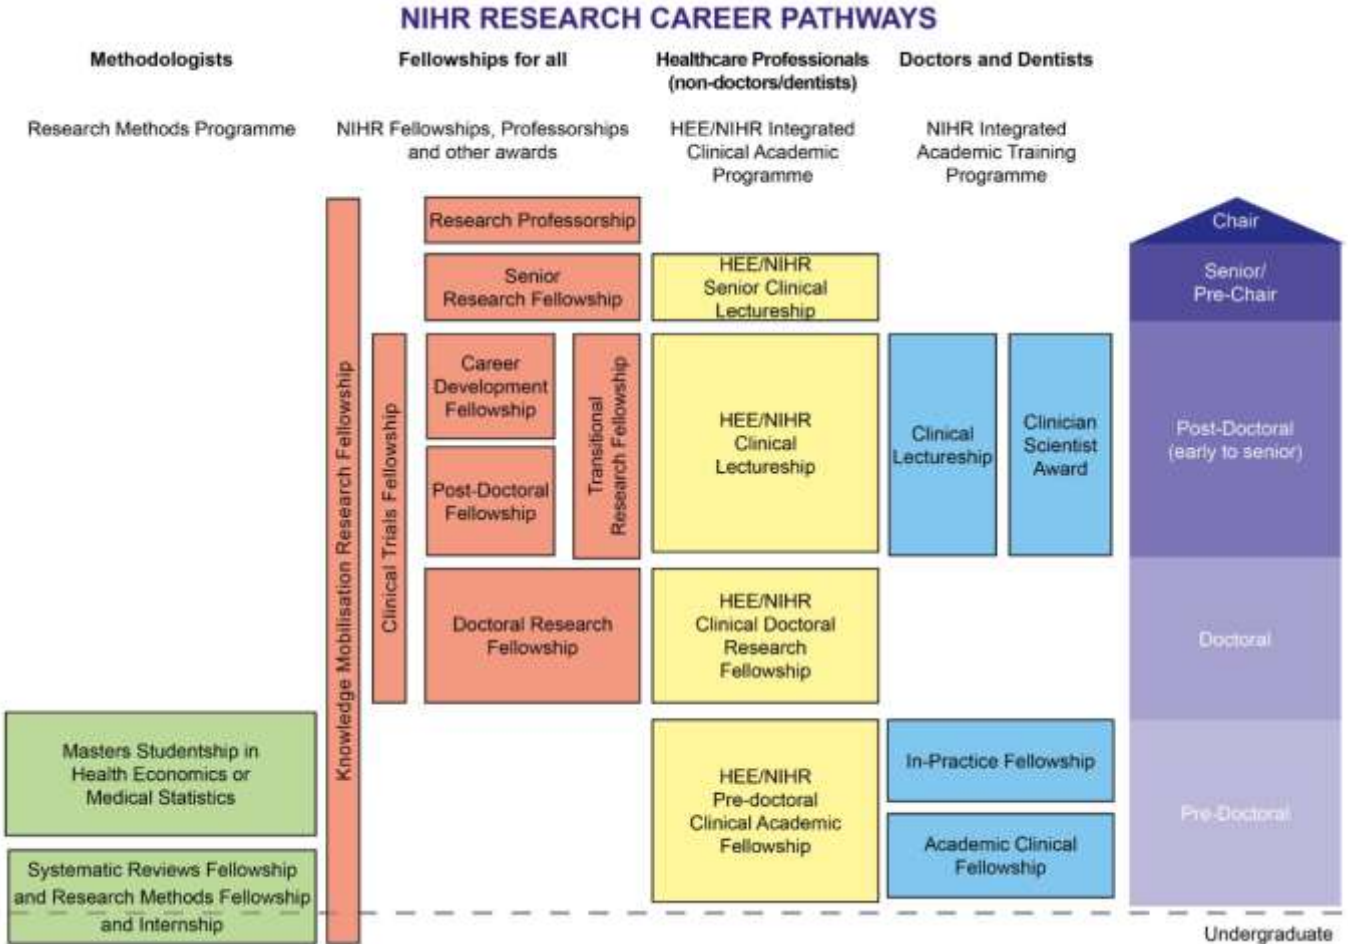 NIHR RESEARCH CAREER PATHWAYS
Methodologists
Research Methods Programme
Fellowships for all
NIHR Fellowships, Professorships
and other awards
Healthcare Professionals
(non-doctors/dentists)
HEE/NIHR Integrated
Clinical Academic
Programme
Doctors and Dentists
NIHR Integrated
Academic Training
Programme
Masters Studentship in
Health Economics or
Medical Statistics
Systematic Reviews Fellowship
and Research Methods Fellowship
and Internship
Knowledge Mobilisation Research Fellowship
Clinical Trials Fellowship
Research Professorship
Senior
Research Fellowship
Career
Development
Fellowship
Post-Doctoral
Fellowship
Transitional
Research Fellowship
Doctoral Research
Fellowship
HEE/NIHR
Senior Clinical
Lectureship
HEE/NIHR
Clinical
Lectureship
HEE/NIHR
Clinical Doctoral
Research
Fellowship
HEE/NIHR
Pre-doctoral
Clinical Academic
Fellowship
Clinical
Lectureship
Clinician
Scientist
Award
In-Practice Fellowship
Academic Clinical
Fellowship
Chair
Senior/
Pre-Chair
Post-Doctoral
(early to senior)
Doctoral
Pre-Doctoral
Undergraduate